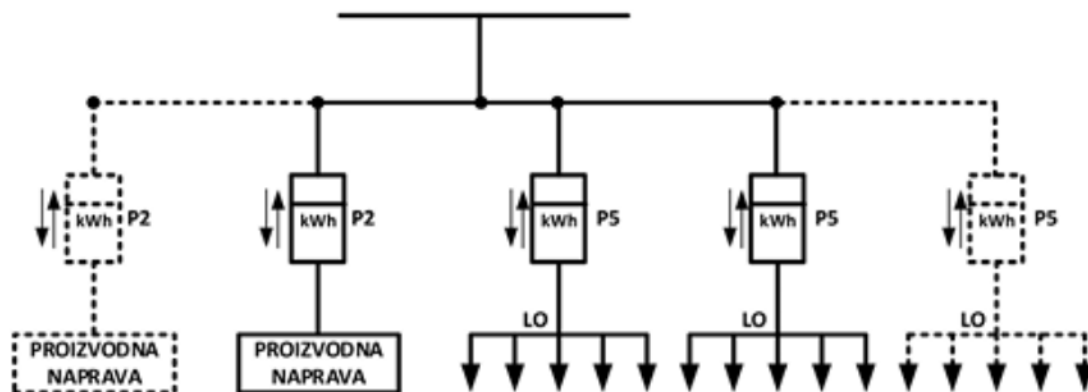 kWh P2
kWh P2
kWh P5
kWh P5
kWh P5
LO
LO
LO
PROIZVODNA
NAPRAVA
PROIZVODNA
NAPRAVA